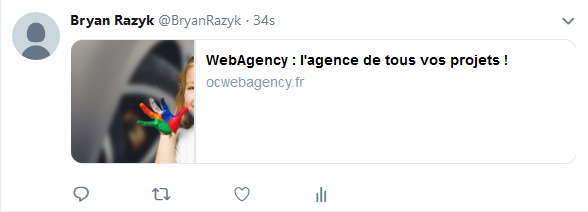 Bryan Razyk @BryanRazyk · 34s
WebAgency : l'agence de tous vos projets !
ocwebagency.fr